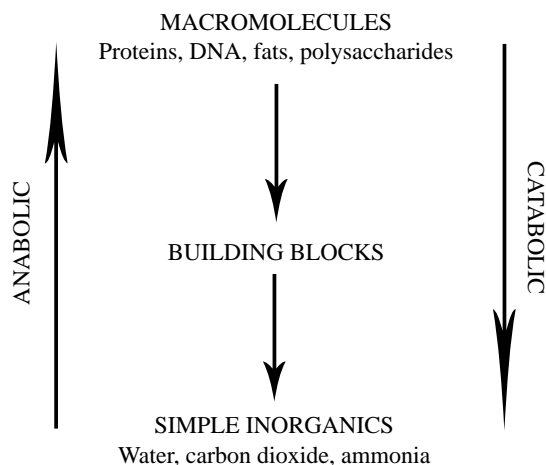 MACROMOLECULES
Proteins, DNA, fats, polysaccharides
ANABOLIC
CATABOLIC
BUILDING BLOCKS
SIMPLE INORGANICS
Water, carbon dioxide, ammonia